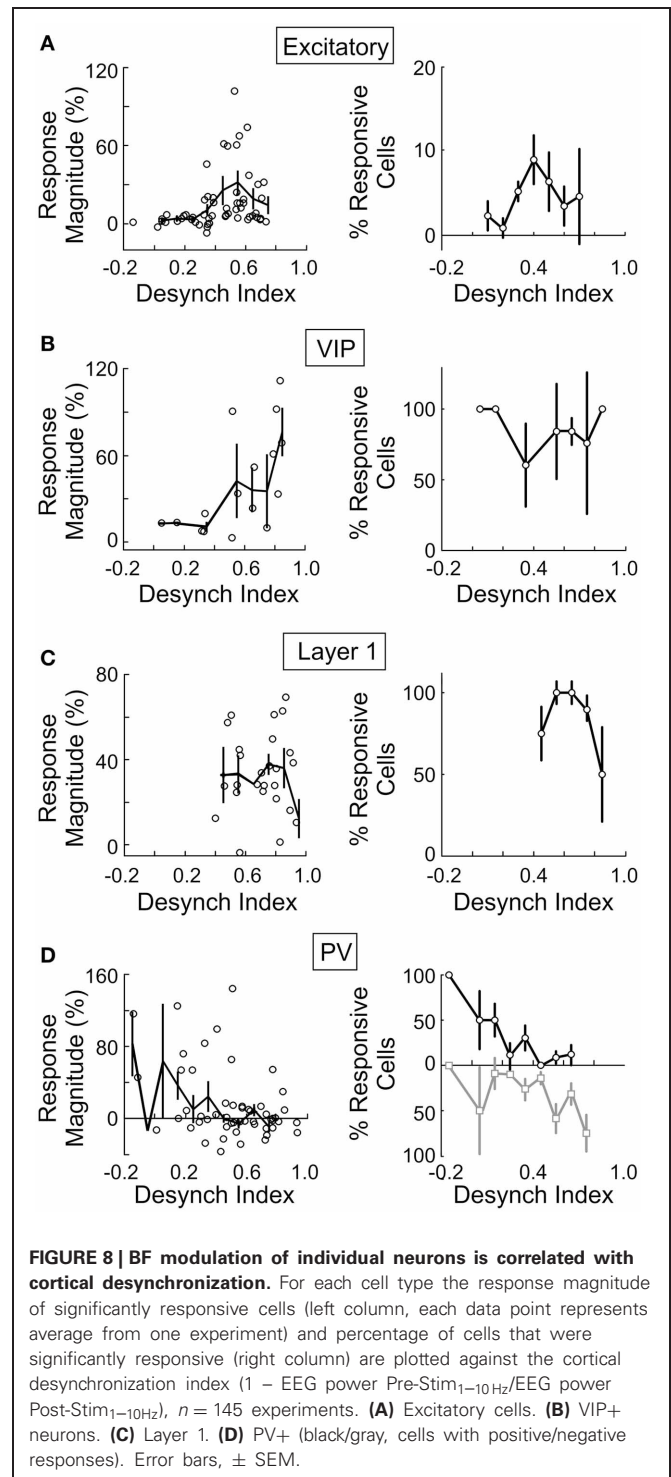 A
Excitatory
Response Magnitude (%)
120
60
0
-0.2 0.2 0.6 1.0
Desynch Index
% Responsive Cells
20
10
0
-0.2 0.4 1.0
Desynch Index
B
VIP
Response Magnitude (%)
120
60
0
-0.2 0.2 0.6 1.0
Desynch Index
% Responsive Cells
100
50
0
-0.2 0.4 1.0
Desynch Index
C
Layer 1
Response Magnitude (%)
80
40
0
-0.2 0.2 0.6 1.0
Desynch Index
% Responsive Cells
100
50
0
-0.2 0.4 1.0
Desynch Index
D
PV
Response Magnitude (%)
160
80
0
-0.2 0.2 0.6 1.0
Desynch Index
% Responsive Cells
100
50
0
50
100
-0.2 0.4 1.0
Desynch Index
FIGURE 8 | BF modulation of individual neurons is correlated with
cortical desynchronization. For each cell type the response magnitude
of significantly responsive cells (left column, each data point represents
average from one experiment) and percentage of cells that were
significantly responsive (right column) are plotted against the cortical
desynchronization index (1 – EEG power Pre-Stim1–10 Hz/EEG power
Post-Stim1–10Hz), n = 145 experiments. (A) Excitatory cells. (B) VIP+
neurons. (C) Layer 1. (D) PV+ (black/gray, cells with positive/negative
responses). Error bars, ± SEM.